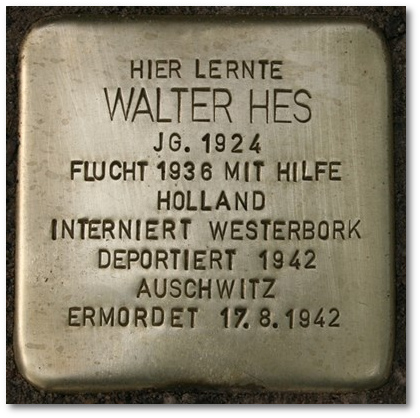 HIER LERNTE
WALTER HES
JG. 1924
FLUCHT 1936 MIT HILFE
HOLLAND
INTERNIERT WESTERBORK
DEPORTIERT 1942
AUSCHWITZ
ERMORDET 17.8.1942